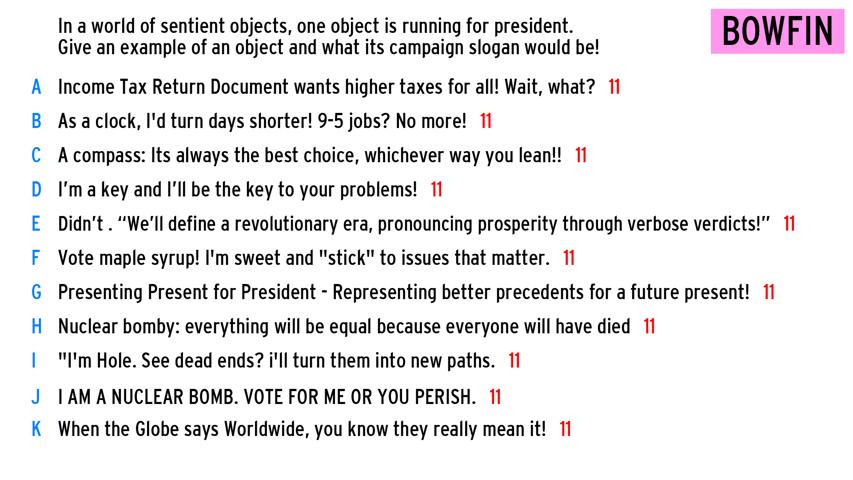 In a world of sentient objects, one object is running for president.
Give an example of an object and what its campaign slogan would be!
BOWFIN
A Income Tax Return Document wants higher taxes for all! Wait, what? 11
B As a clock, I'd turn days shorter! 9-5 jobs? No more! 11
C A compass: Its always the best choice, whichever way you lean!! 11
D I’m a key and I’ll be the key to your problems! 11
E Didn’t . “We’ll define a revolutionary era, pronouncing prosperity through verbose verdicts!” 11
F Vote maple syrup! I'm sweet and "stick" to issues that matter. 11
G Presenting Present for President - Representing better precedents for a future present! 11
H Nuclear bomby: everything will be equal because everyone will have died 11
I "I'm Hole. See dead ends? i'll turn them into new paths. 11
J I AM A NUCLEAR BOMB. VOTE FOR ME OR YOU PERISH. 11
K When the Globe says Worldwide, you know they really mean it! 11